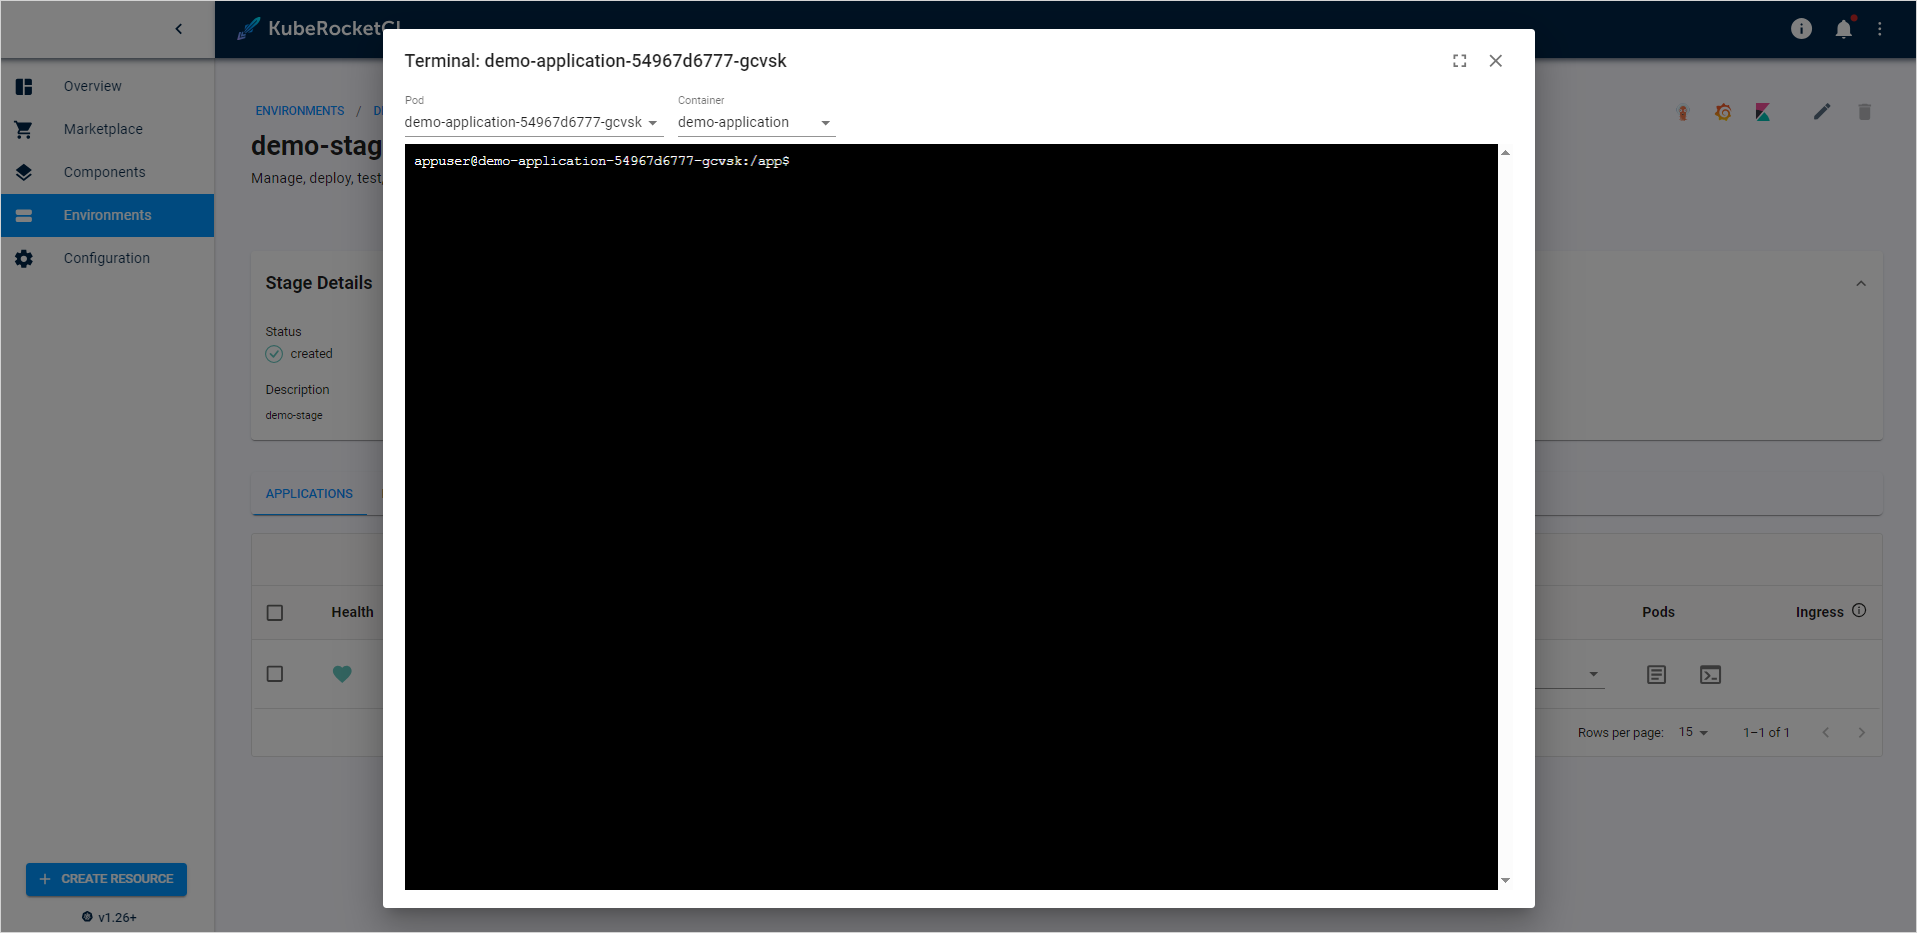 KubeRocketCI
Overview
Marketplace
Components
Environments
Configuration
CREATE RESOURCE
v1.26+
ENVIRONMENTS /
demo-stag
Manage, deploy, test,
Stage Details
Status
created
Description
demo-stage
APPLICATIONS
Health
Pods
Ingress
Rows per page: 15
1–1 of 1
Terminal: demo-application-54967d6777-gcvsk
Pod
demo-application-54967d6777-gcvsk
Container
demo-application
appuser@demo-application-54967d6777-gcvsk:/app$